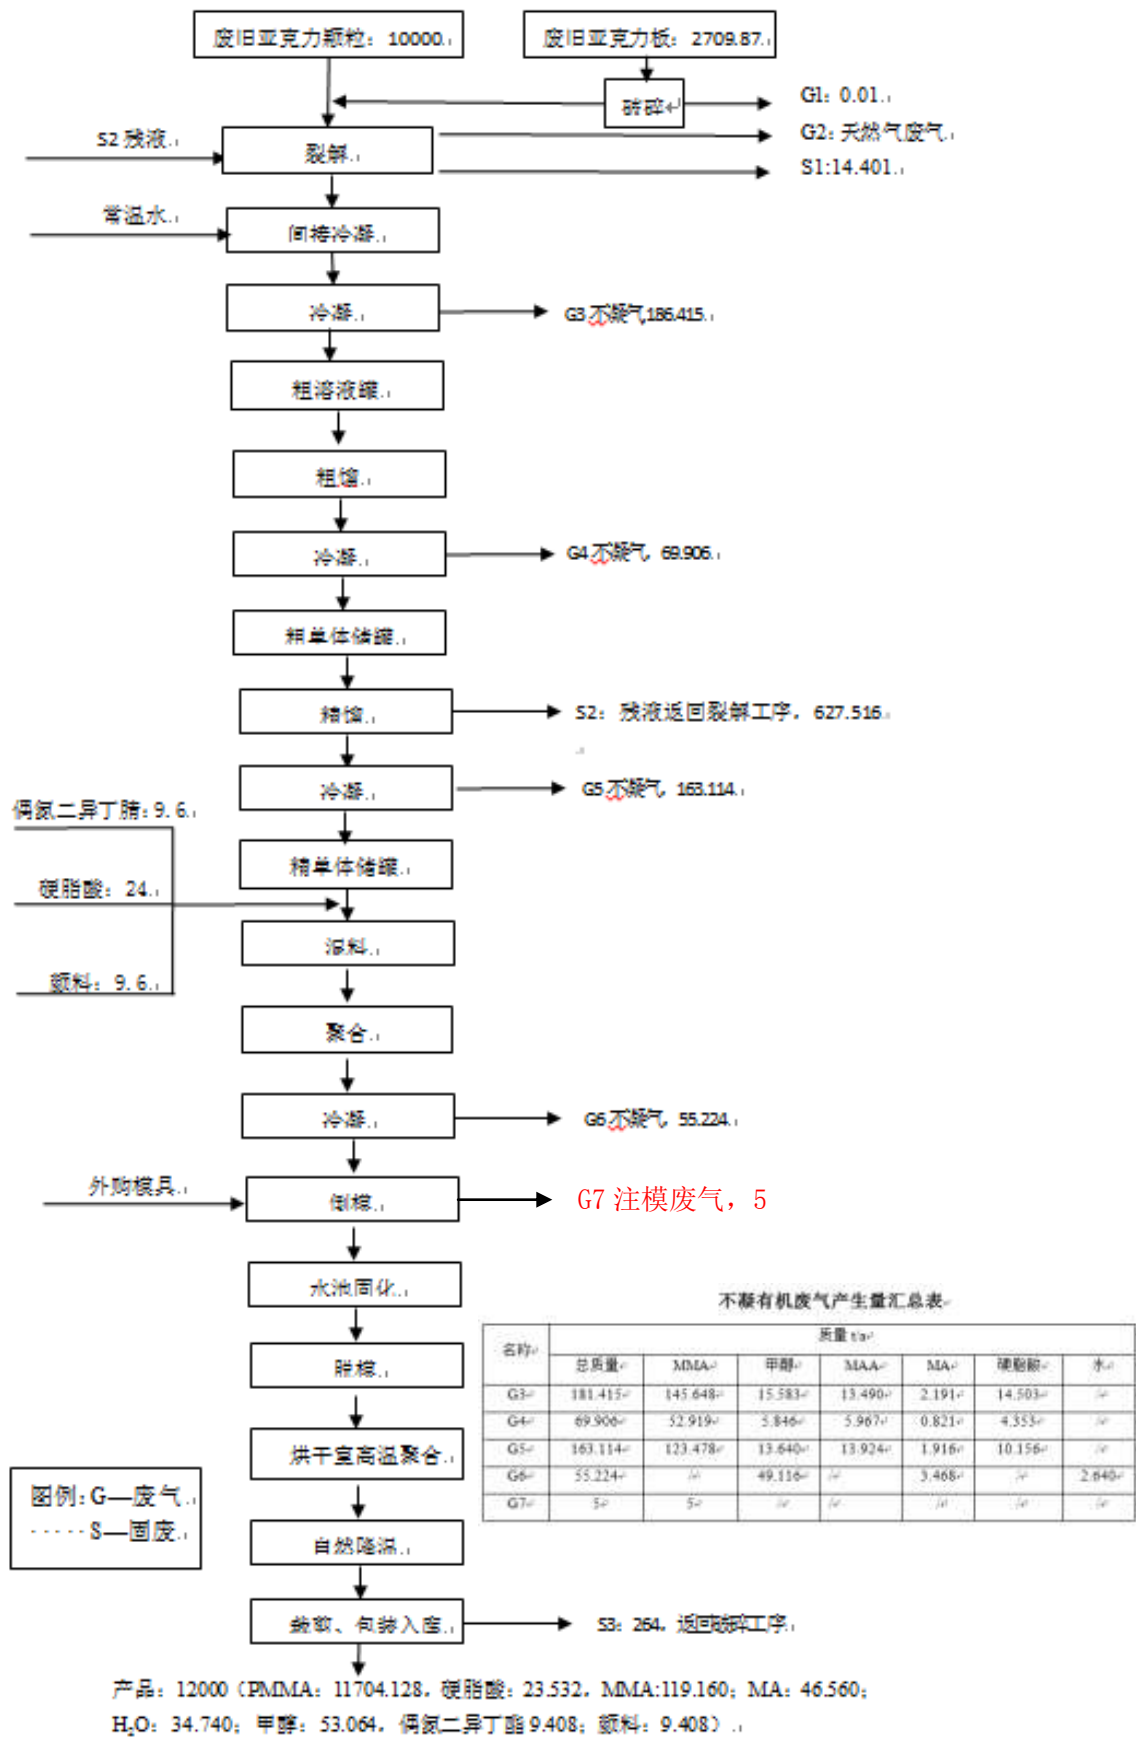 废旧亚克力颗粒：10000
废旧亚克力板：2709.87
破碎
G1：0.01
G2：天然气废气
S2 残液
裂解
S1:14.401
常温水
间接冷凝
冷凝
G3 不凝气186.415
粗溶液罐
粗馏
冷凝
G4 不凝气，69.906
粗单体储罐
精馏
S2：残液返回裂解工序，627.516
冷凝
G5 不凝气，163.114
偶氮二异丁腈：9.6
精单体储罐
硬脂酸：24
混料
颜料：9.6
聚合
冷凝
G6 不凝气，55.224
外购模具
倒模
G7 注模废气，5
水池固化
不凝有机废气产生量汇总表
名称 质量 t/a
总质量 MMA 甲醇 MAA MA 硬脂酸 水
G3 181.415 145.648 15.583 13.490 2.191 14.503 /
G4 69.906 52.919 5.846 5.967 0.821 4.353 /
G5 163.114 123.478 13.640 13.924 1.916 10.156 /
G6 55.224 / 49.116 / 3.468 / 2.640
G7 5 5 / / / / /
脱模
烘干室高温聚合
图例：G—废气
S—固废
自然降温
裁剪、包装入库
S3：264，返回破碎工序
产品：12000（PMMA：11704.128，硬脂酸：23.532，MMA:119.160；MA：46.560；
H₂O：34.740；甲醇：53.064，偶氮二异丁酯 9.408；颜料：9.408）